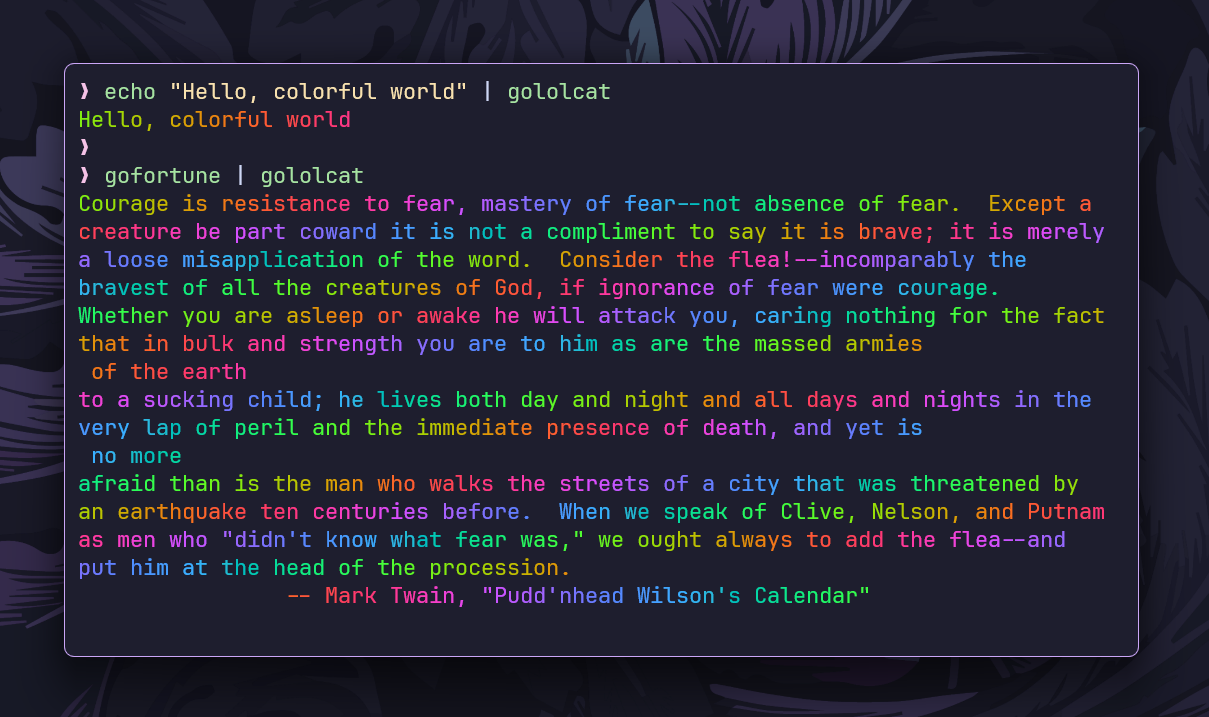 ❱ echo "Hello, colorful world" | gololcat
Hello, colorful world
❱
❱ gofortune | gololcat
Courage is resistance to fear, mastery of fear--not absence of fear.  Except a
creature be part coward it is not a compliment to say it is brave; it is merely
a loose misapplication of the word.  Consider the flea!--incomparably the
bravest of all the creatures of God, if ignorance of fear were courage.
Whether you are asleep or awake he will attack you, caring nothing for the fact
that in bulk and strength you are to him as are the massed armies
 of the earth
to a sucking child; he lives both day and night and all days and nights in the
very lap of peril and the immediate presence of death, and yet is
 no more
afraid than is the man who walks the streets of a city that was threatened by
an earthquake ten centuries before.  When we speak of Clive, Nelson, and Putnam
as men who "didn't know what fear was," we ought always to add the flea--and
put him at the head of the procession.
                -- Mark Twain, "Pudd'nhead Wilson's Calendar"